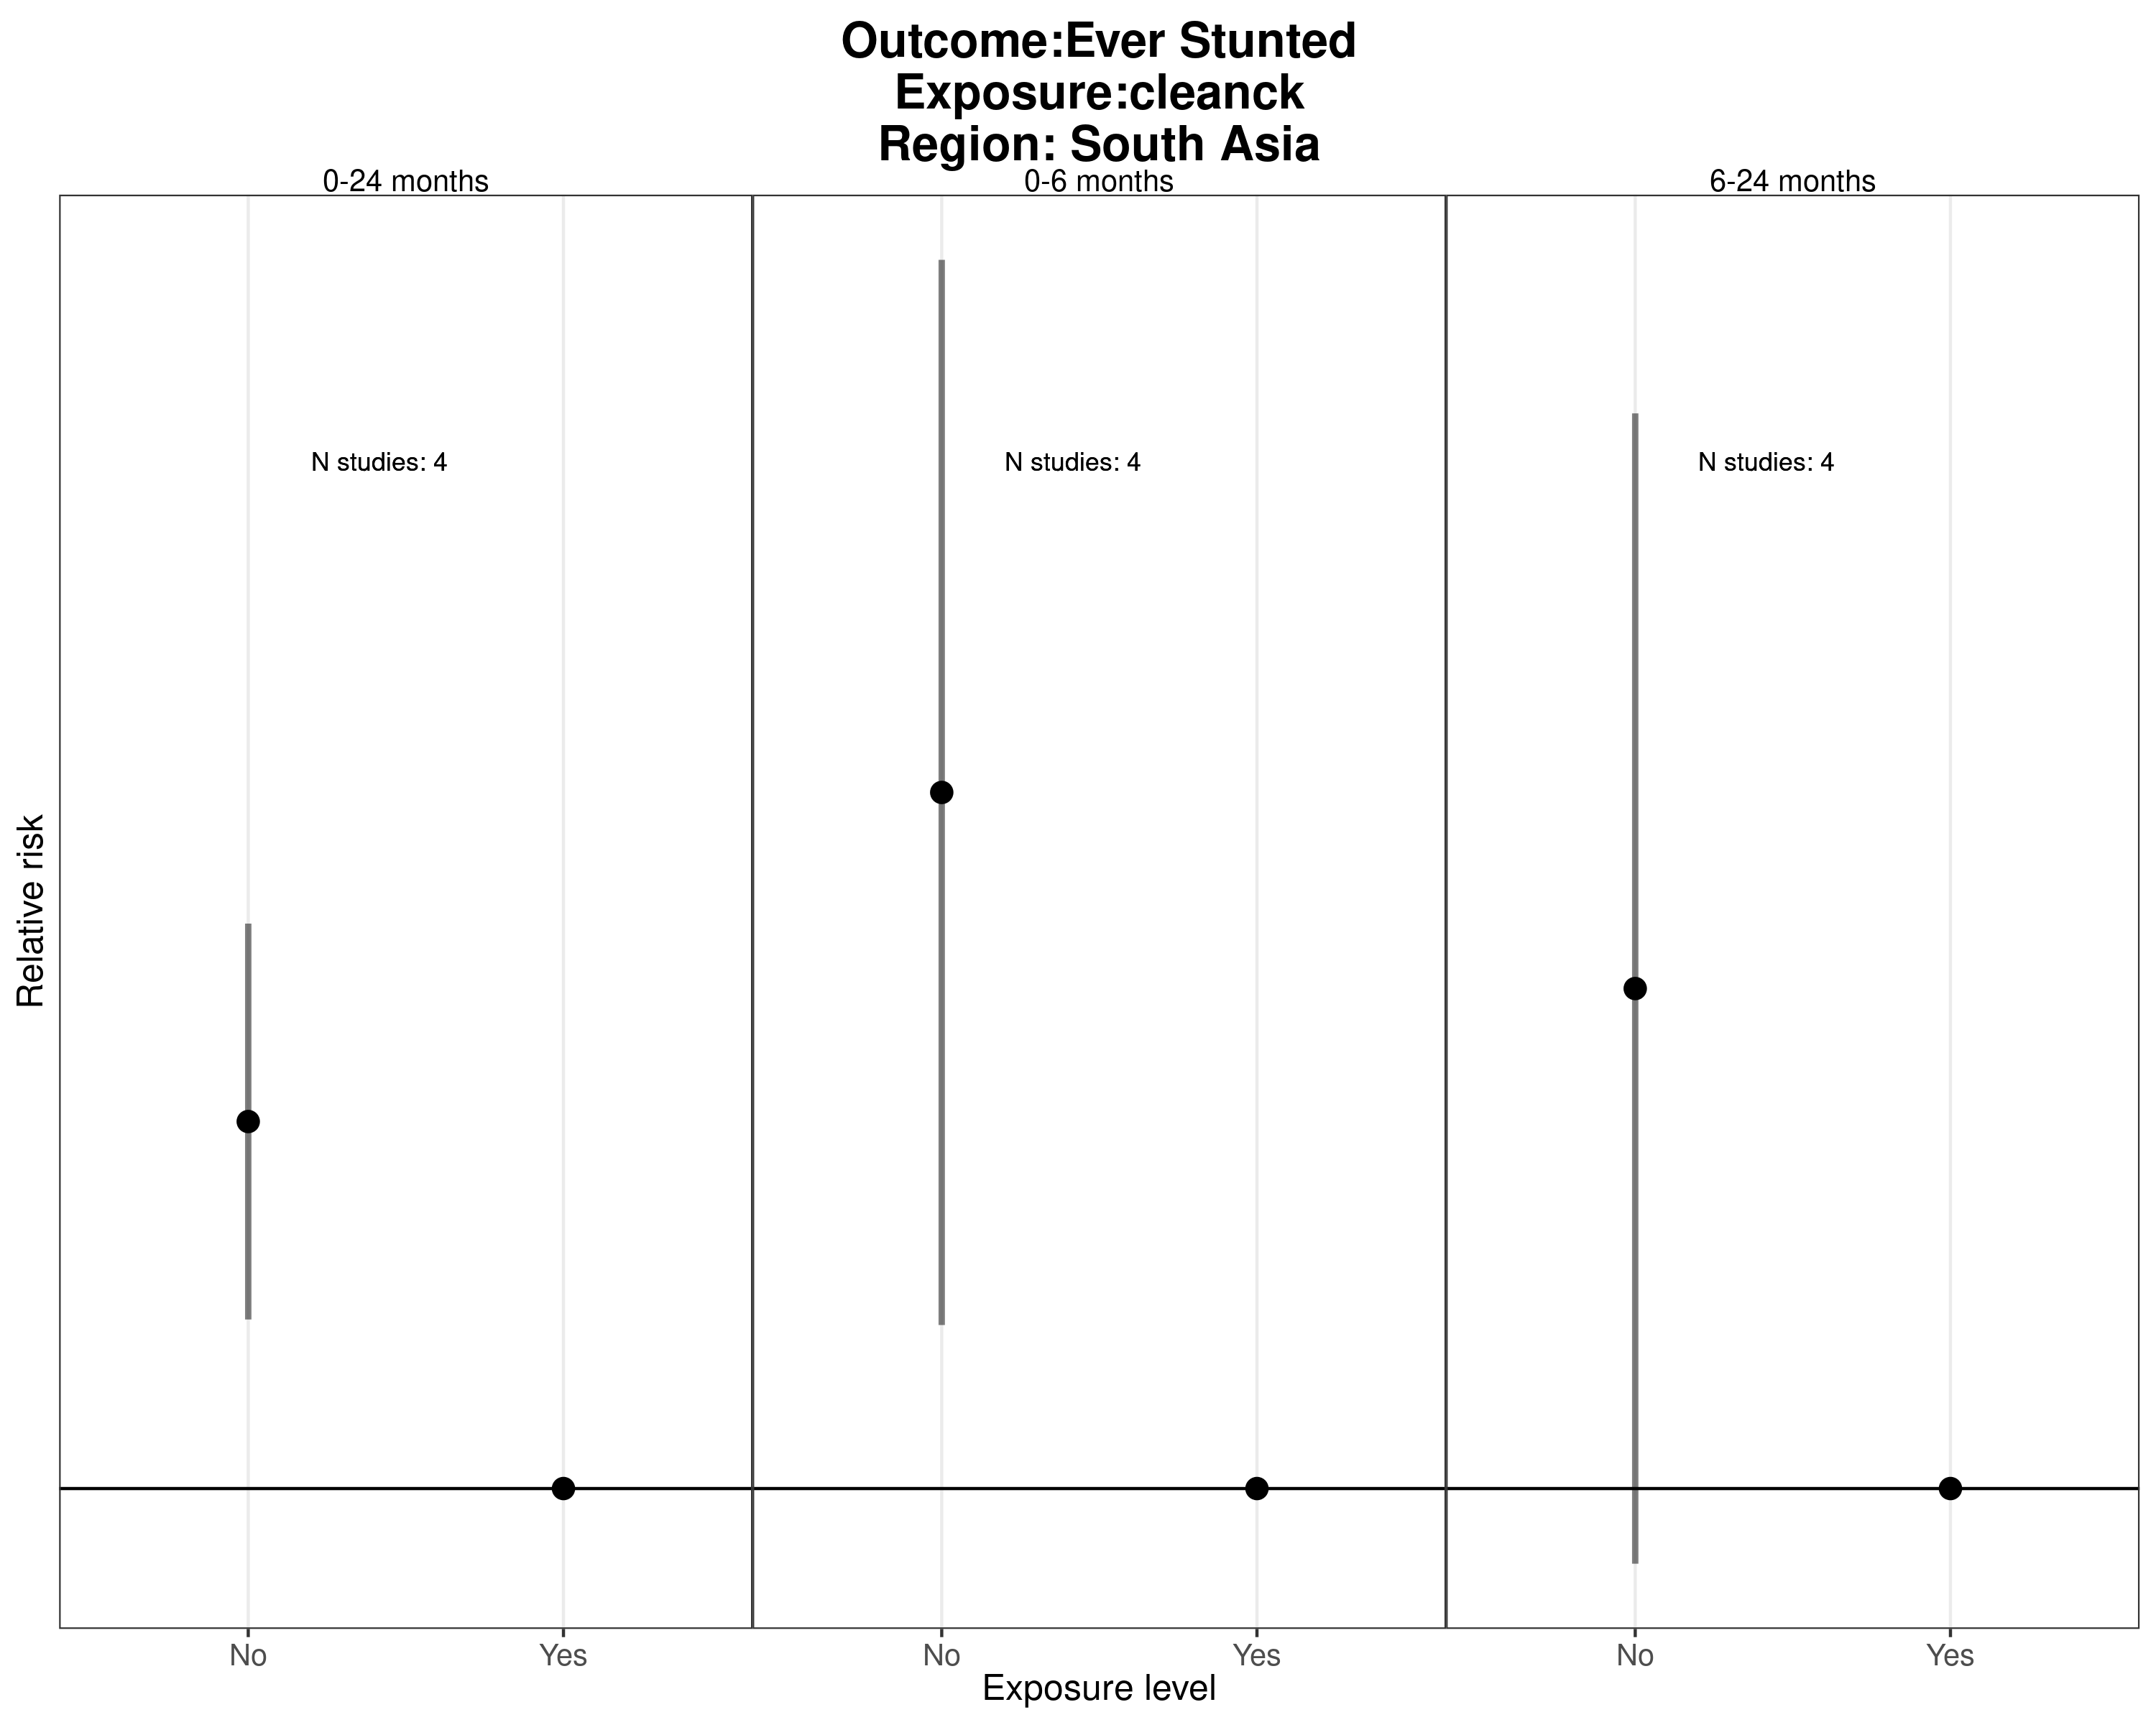 Outcome:Ever Stunted
Exposure:cleanck
Region: South Asia
0-24 months
0-6 months
6-24 months
N studies: 4
N studies: 4
N studies: 4
Relative risk
No
Yes
No
Yes
No
Yes
Exposure level